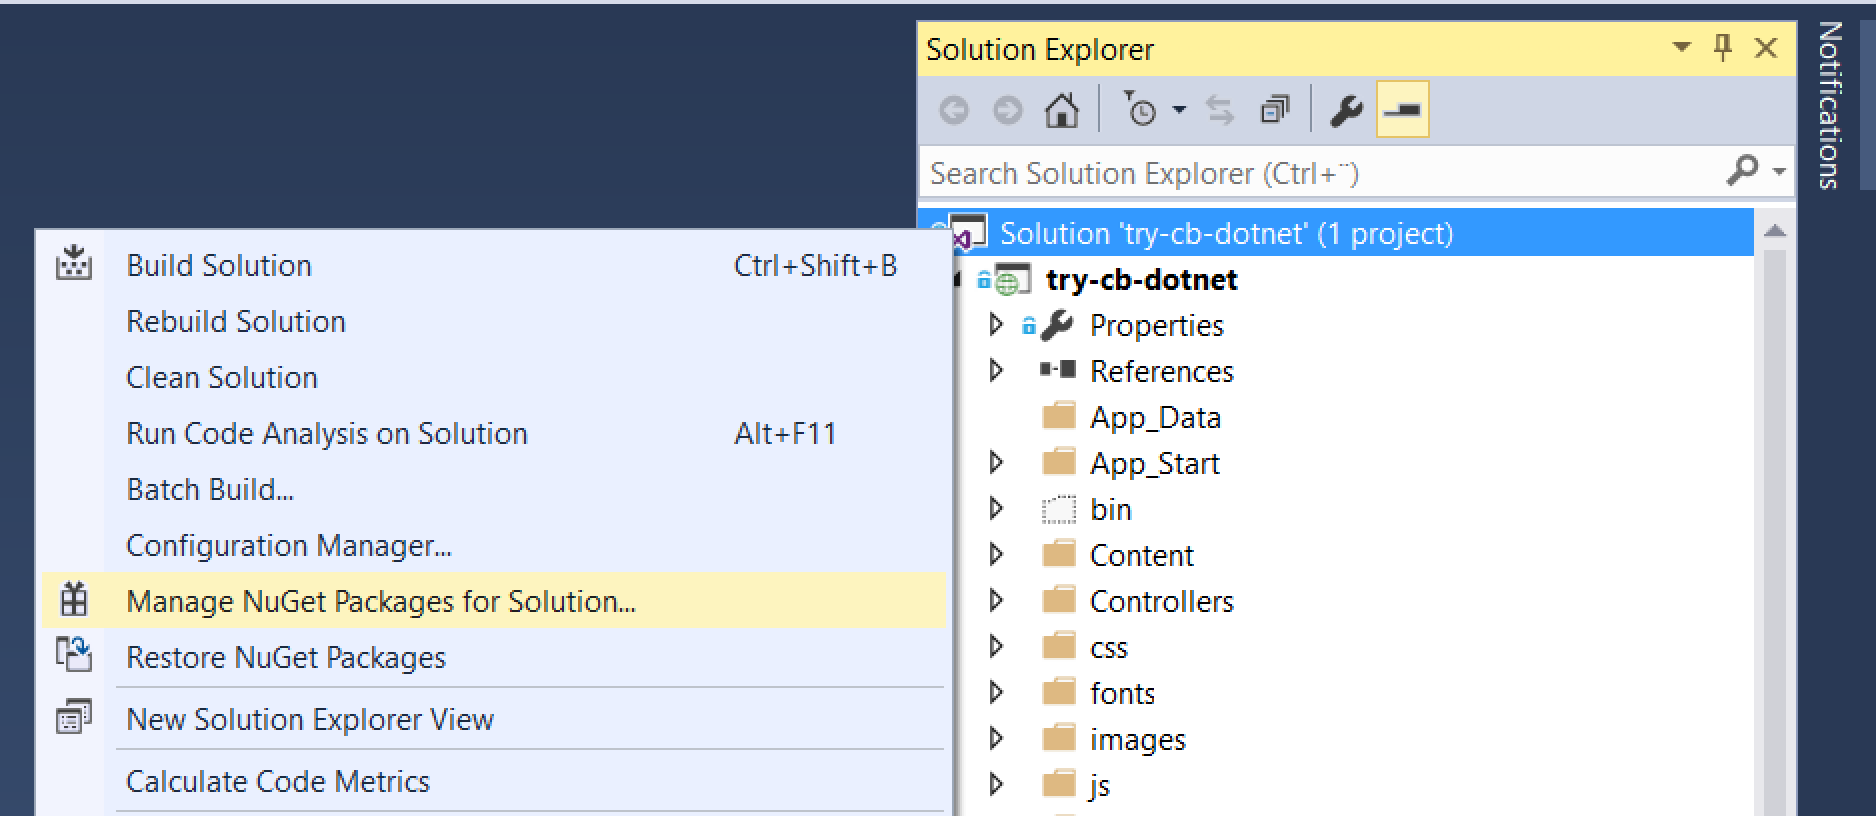 Solution Explorer
Notifications
Search Solution Explorer (Ctrl+¨)
Solution 'try-cb-dotnet' (1 project)
try-cb-dotnet
Properties
References
App_Data
App_Start
bin
Content
Controllers
css
fonts
images
js
Build Solution Ctrl+Shift+B
Rebuild Solution
Clean Solution
Run Code Analysis on Solution Alt+F11
Batch Build...
Configuration Manager...
Manage NuGet Packages for Solution...
Restore NuGet Packages
New Solution Explorer View
Calculate Code Metrics